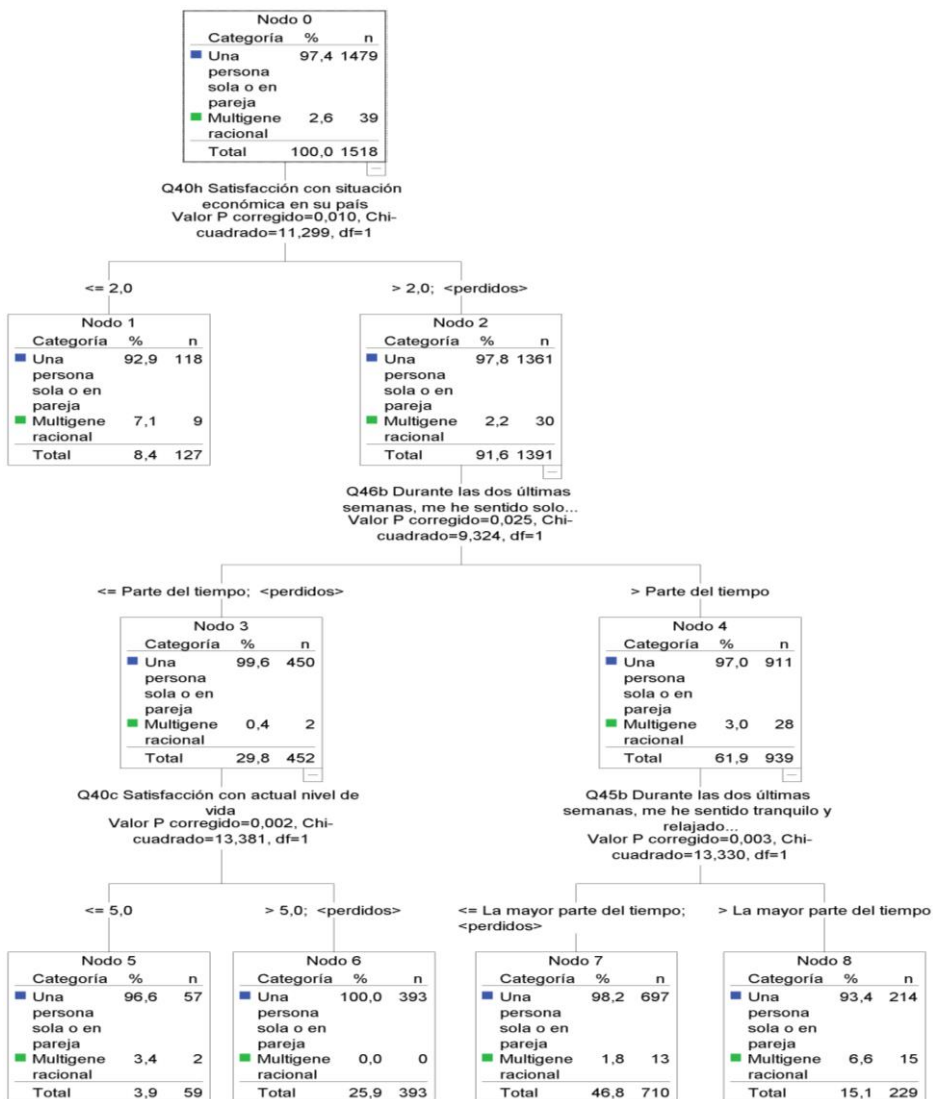 Nodo 0
Categoría % n
Una 97,4 1479
persona
sola o en
pareja
Multigene 2,6 39
racional
Total 100,0 1518
Q40h Satisfacción con situación
económica en su país
Valor P corregido=0,010, Chi-
cuadrado=11,299, df=1
<= 2,0
> 2,0; <perdidos>
Nodo 1
Categoría % n
Una 92,9 118
persona
sola o en
pareja
Multigene 7,1 9
racional
Total 8,4 127
Nodo 2
Categoría % n
Una 97,8 1361
persona
sola o en
pareja
Multigene 2,2 30
racional
Total 91,6 1391
Q46b Durante las dos últimas
semanas, me he sentido solo...
Valor P corregido=0,025, Chi-
cuadrado=9,324, df=1
<= Parte del tiempo; <perdidos>
> Parte del tiempo
Nodo 3
Categoría % n
Una 99,6 450
persona
sola o en
pareja
Multigene 0,4 2
racional
Total 29,8 452
Nodo 4
Categoría % n
Una 97,0 911
persona
sola o en
pareja
Multigene 3,0 28
racional
Total 61,9 939
Q40c Satisfacción con actual nivel de
vida
Valor P corregido=0,002, Chi-
cuadrado=13,381, df=1
Q45b Durante las dos últimas
semanas, me he sentido tranquilo y
relajado...
Valor P corregido=0,003, Chi-
cuadrado=13,330, df=1
<= 5,0
> 5,0; <perdidos>
<= La mayor parte del tiempo;
<perdidos>
> La mayor parte del tiempo
Nodo 5
Categoría % n
Una 96,6 57
persona
sola o en
pareja
Multigene 3,4 2
racional
Total 3,9 59
Nodo 6
Categoría % n
Una 100,0 393
persona
sola o en
pareja
Multigene 0,0 0
racional
Total 25,9 393
Nodo 7
Categoría % n
Una 98,2 697
persona
sola o en
pareja
Multigene 1,8 13
racional
Total 46,8 710
Nodo 8
Categoría % n
Una 93,4 214
persona
sola o en
pareja
Multigene 6,6 15
racional
Total 15,1 229